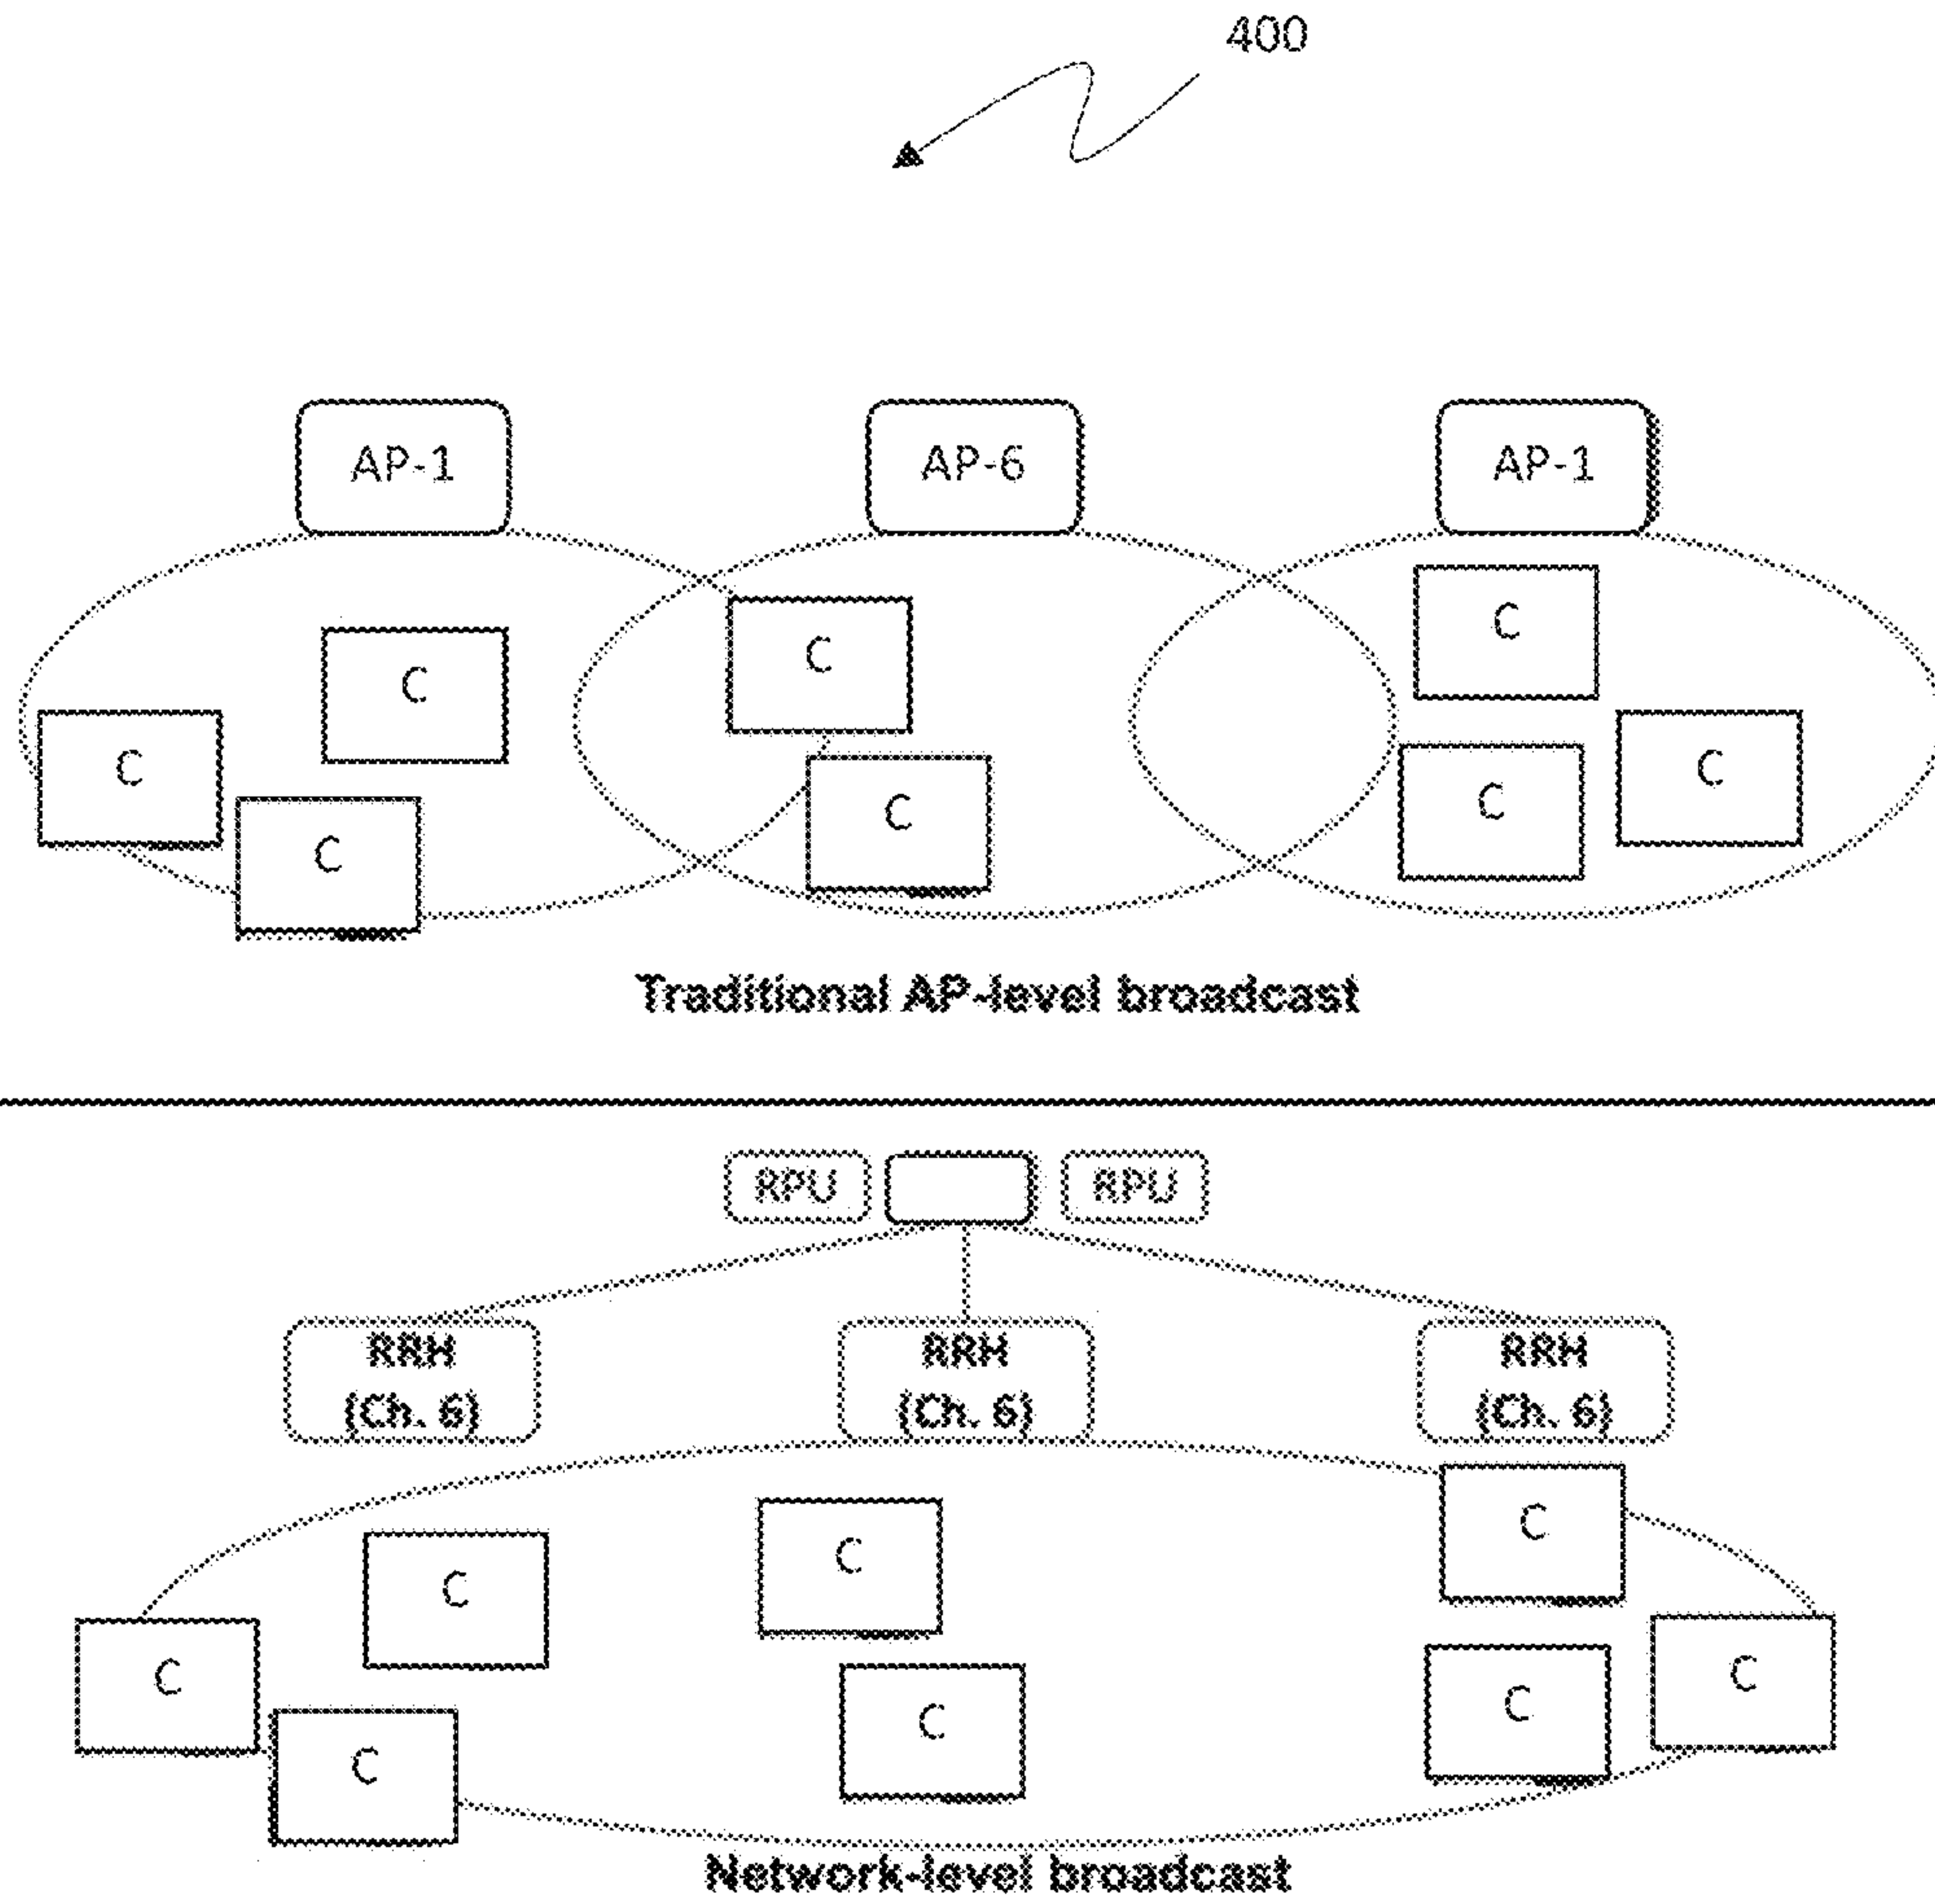 400
AP-1 AP-6 AP-1
C
C
C
C
C
C
C
C
Traditional AP-level broadcast
RPU RPU
RRH RRH RRH
(Ch. 6) (Ch. 6) (Ch. 6)
C
C
C
C
C
C
C
C
Network-level broadcast